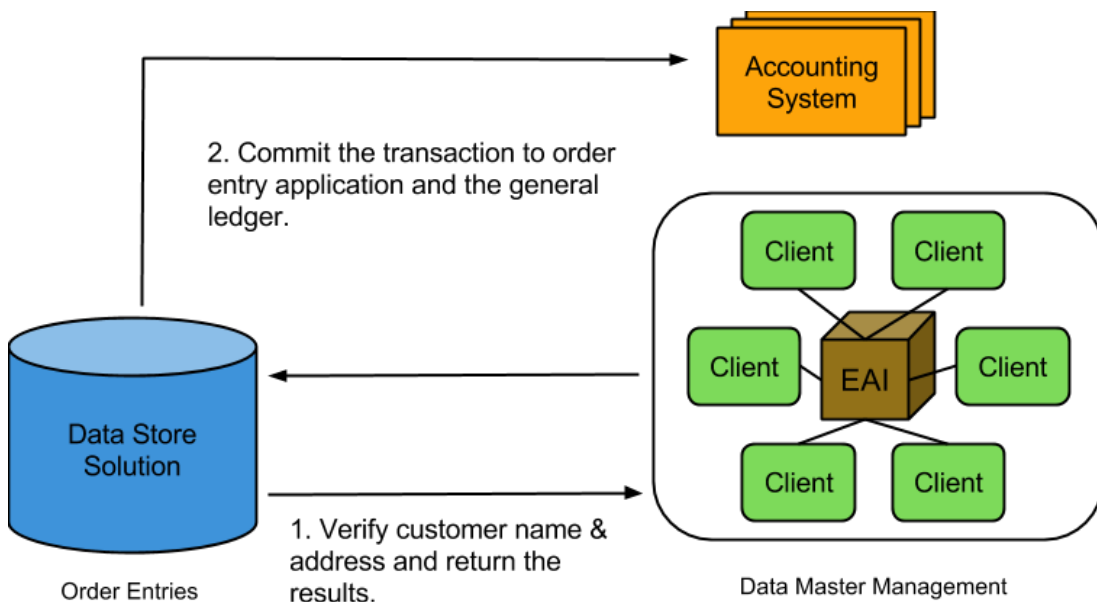 Accounting
System
2. Commit the transaction to order
entry application and the general
ledger.
Client
Client
Client
EAI
Client
Data Store
Solution
Client
Client
1. Verify customer name &
address and return the
results.
Order Entries
Data Master Management